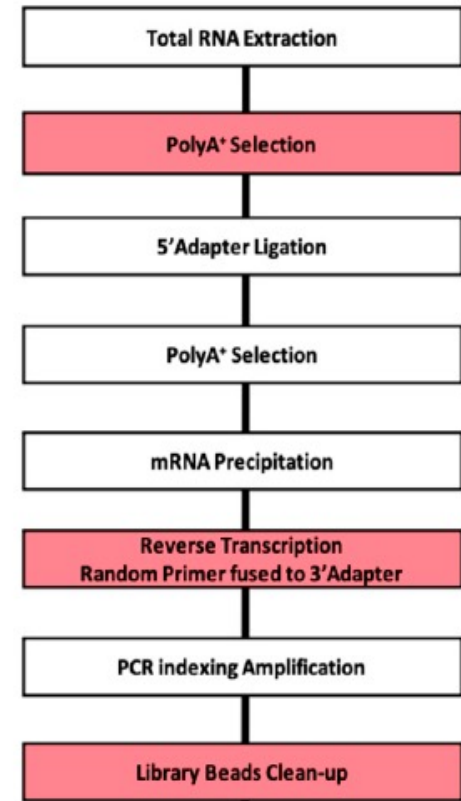 Total RNA Extraction
PolyA⁺ Selection
5'Adapter Ligation
PolyA⁺ Selection
mRNA Precipitation
Reverse Transcription
Random Primer fused to 3'Adapter
PCR indexing Amplification
Library Beads Clean-up